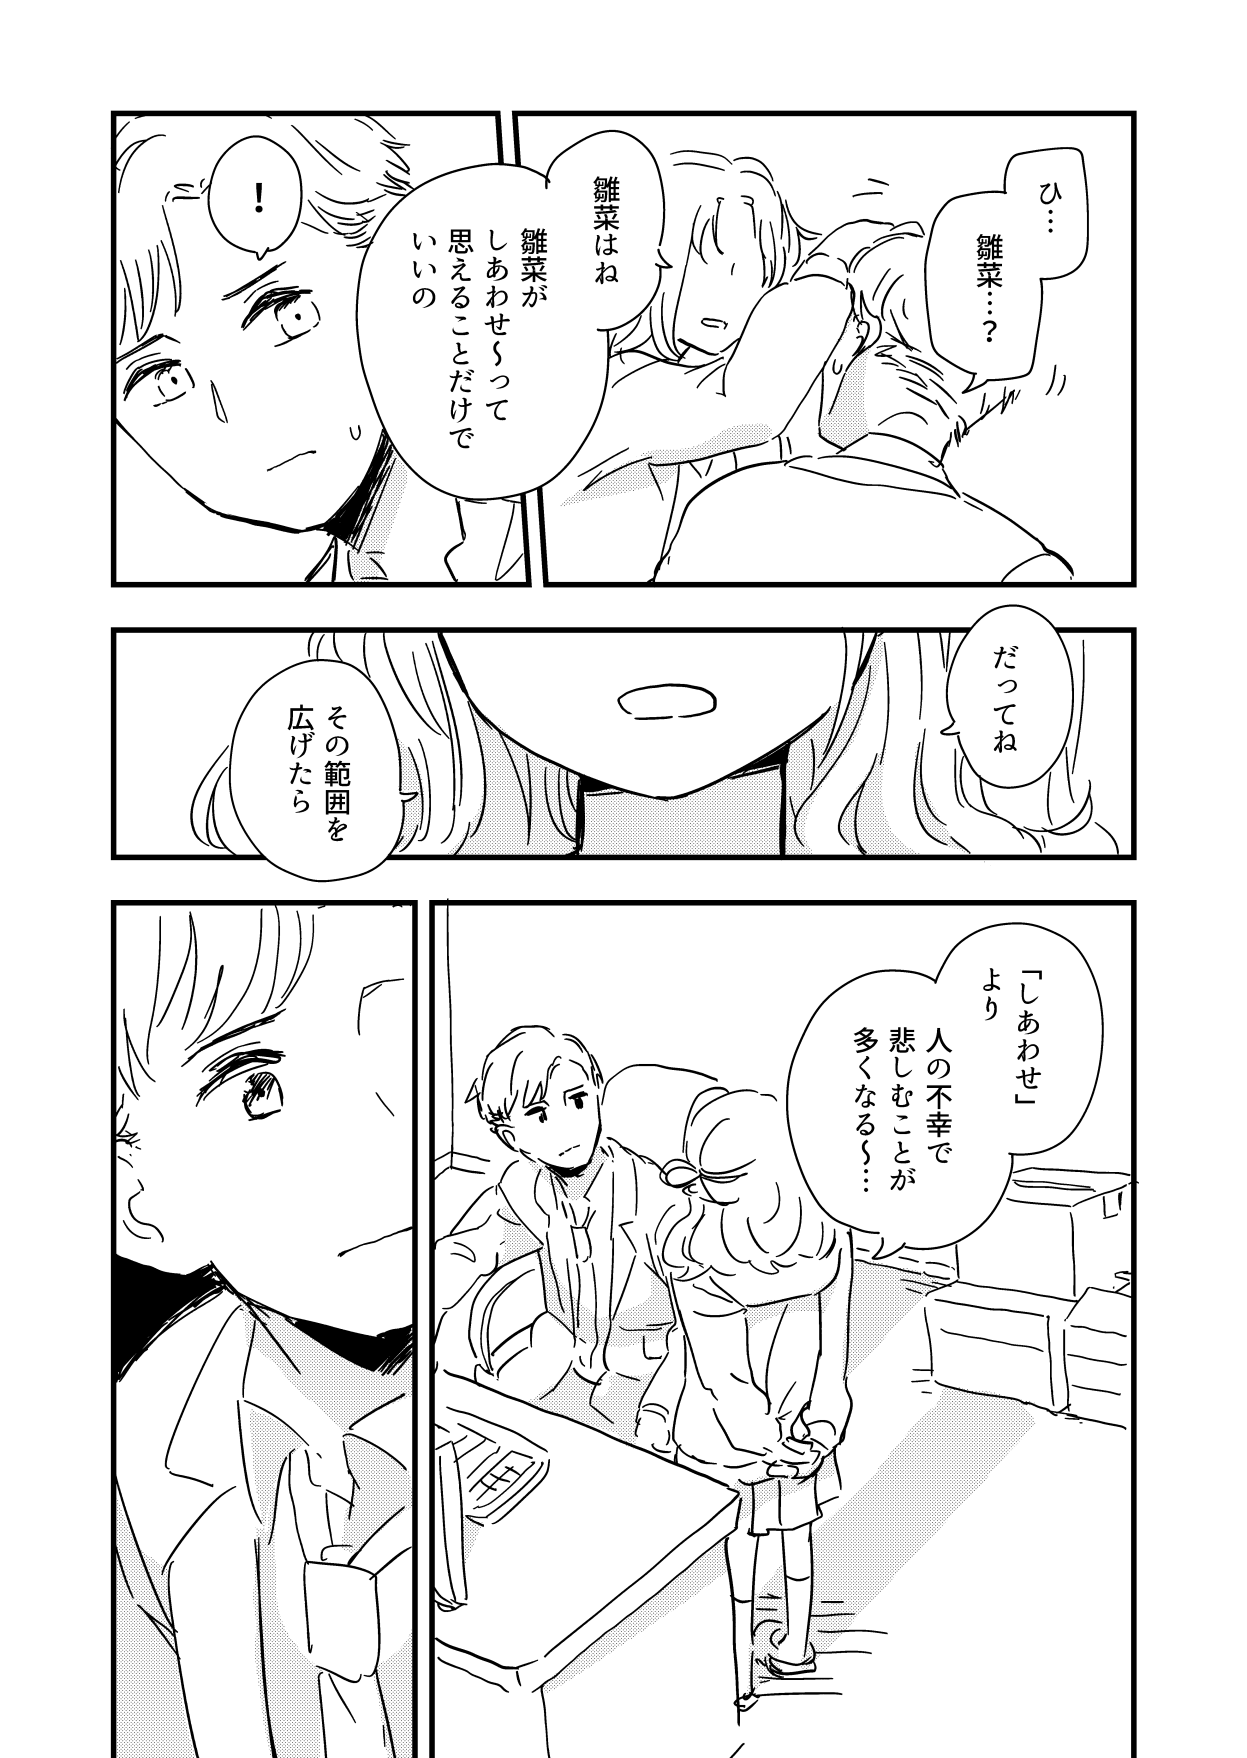 ひ…
雛菜…？
雛菜はね
雛菜が
しあわせ～って
思えることだけで
いいの
！
だってね
その範囲を
広げたら
「しあわせ」
より
人の不幸で
悲しむことが
多くなる～…